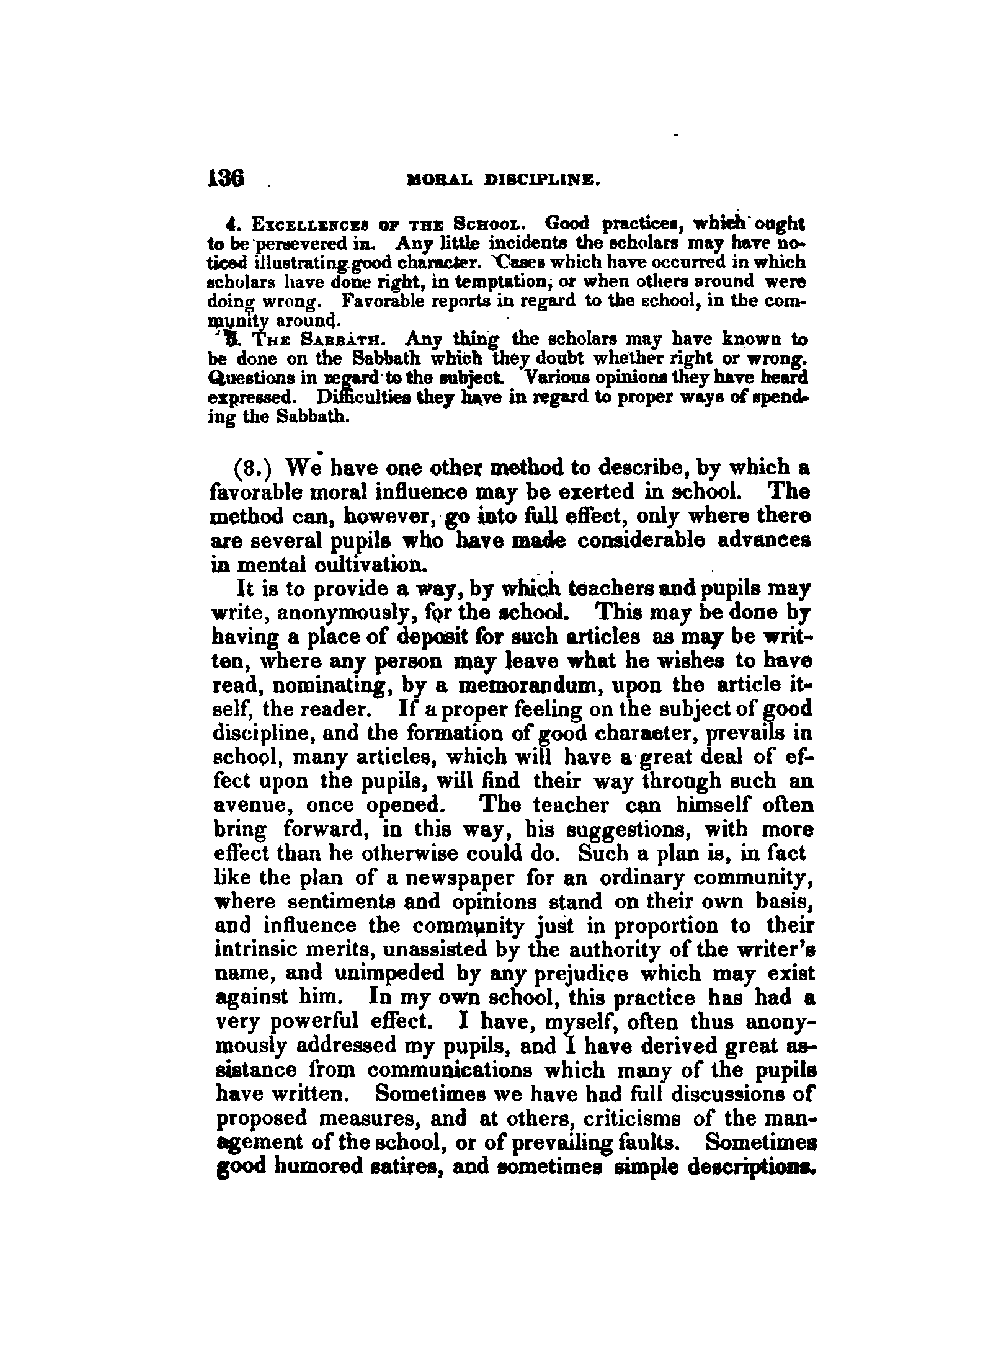 136 MORAL DISCIPLINE.
4. EXCELLENCES OF THE SCHOOL. Good practices, which ought
to be persevered in. Any little incidents the scholars may have no-
ticed illustrating good character. Cases which have occurred in which
scholars have done right, in temptation, or when others around were
doing wrong. Favorable reports in regard to the school, in the com-
munity around.
5. THE SABBATH. Any thing the scholars may have known to
be done on the Sabbath which they doubt whether right or wrong.
Questions in regard to the subject. Various opinions they have heard
expressed. Difficulties they have in regard to proper ways of spend-
ing the Sabbath.
(8.) We have one other method to describe, by which a
favorable moral influence may be exerted in school. The
method can, however, go into full effect, only where there
are several pupils who have made considerable advances
in mental cultivation.
It is to provide a way, by which teachers and pupils may
write, anonymously, for the school. This may be done by
having a place of deposit for such articles as may be writ-
ten, where any person may leave what he wishes to have
read, nominating, by a memorandum, upon the article it-
self, the reader. If a proper feeling on the subject of good
discipline, and the formation of good character, prevails in
school, many articles, which will have a great deal of ef-
fect upon the pupils, will find their way through such an
avenue, once opened. The teacher can himself often
bring forward, in this way, his suggestions, with more
effect than he otherwise could do. Such a plan is, in fact
like the plan of a newspaper for an ordinary community,
where sentiments and opinions stand on their own basis,
and influence the community just in proportion to their
intrinsic merits, unassisted by the authority of the writer's
name, and unimpeded by any prejudice which may exist
against him. In my own school, this practice has had a
very powerful effect. I have, myself, often thus anony-
mously addressed my pupils, and I have derived great as-
sistance from communications which many of the pupils
have written. Sometimes we have had full discussions of
proposed measures, and at others, criticisms of the man-
agement of the school, or of prevailing faults. Sometimes
good humored satires, and sometimes simple descriptions.